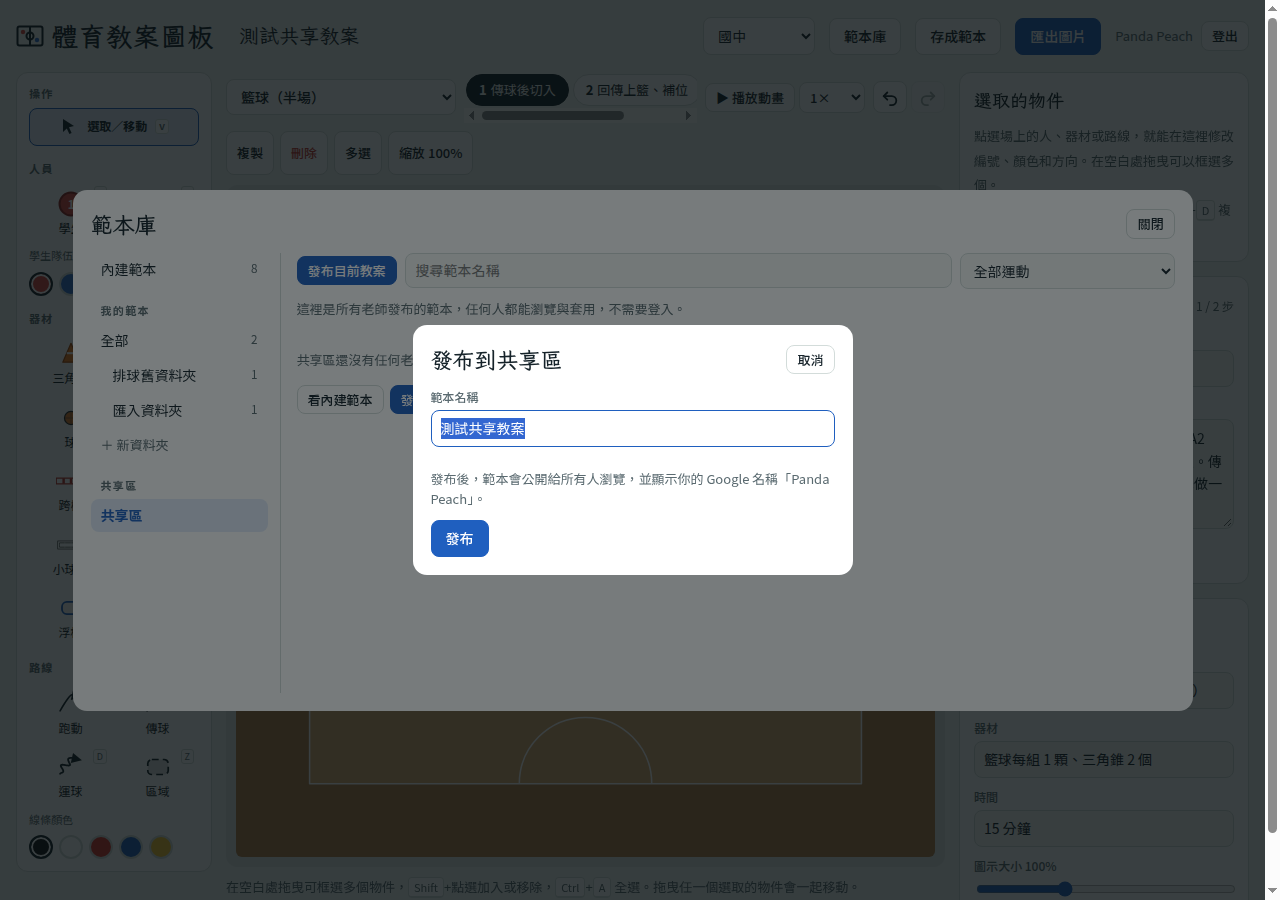 體育教案圖板
測試共享教案
國中
範本庫
存成範本
匯出圖片
Panda Peach
登出
操作
選取／移動 V
人員
學生隊伍
器材
路線
跑動
傳球
運球 D
區域 Z
線條顏色
籃球（半場）
1 傳球後切入
2 回傳上籃、補位
▶ 播放動畫
1×
複製
刪除
多選
縮放 100%
選取的物件
點選場上的人、器材或路線，就能在這裡修改
編號、顏色和方向。在空白處拖曳可以框選多
個。
D 複
1 / 2 步
A2
。傳
做一
範本庫
關閉
內建範本 8
我的範本
全部 2
排球舊資料夾 1
匯入資料夾 1
＋ 新資料夾
共享區
共享區
發布目前教案
搜尋範本名稱
全部運動
這裡是所有老師發布的範本，任何人都能瀏覽與套用，不需要登入。
共享區還沒有任何老
看內建範本
發
發布到共享區
取消
範本名稱
測試共享教案
發布後，範本會公開給所有人瀏覽，並顯示你的 Google 名稱「Panda
Peach」。
發布
器材
籃球每組 1 顆、三角錐 2 個
時間
15 分鐘
圖示大小 100%
在空白處拖曳可框選多個物件，Shift+點選加入或移除，Ctrl+A 全選。拖曳任一個選取的物件會一起移動。